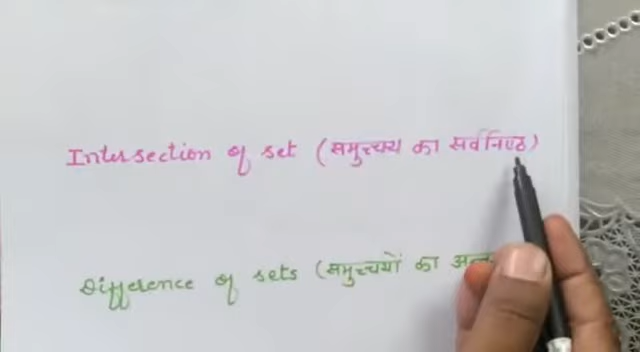 Intersection of set (समुच्चय का सर्वनिष्ठ)
Difference of sets (समुच्चयों का